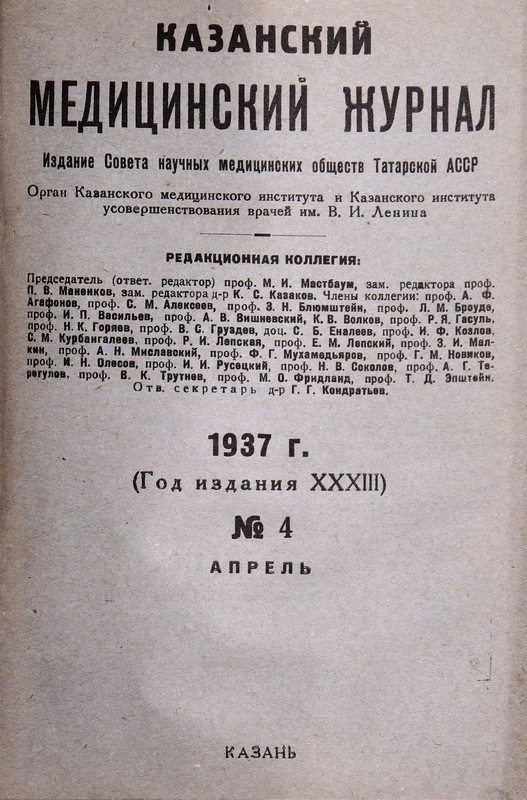 КАЗАНСКИЙ
МЕДИЦИНСКИЙ ЖУРНАЛ
Издание Совета научных медицинских обществ Татарской АССР
Орган Казанского медицинского института и Казанского института
усовершенствования врачей им. В. И. Ленина
РЕДАКЦИОННАЯ КОЛЛЕГИЯ:
Председатель (ответ. редактор) проф. М. И. Мастбаум, зам. редактора проф.
П. В. Маненков, зам. редактора д-р К. С. Казаков. Члены коллегии: проф. А. Ф.
Агафонов, проф. С. М. Алексеев, проф. З. Н. Блюмштейн, проф. Л. М. Броуде,
проф. И. П. Васильев, проф. А. В. Вишневский, К. В. Волков, проф. Р. Я. Гасуль,
проф. Н. К. Горяев, проф. В. С. Груздев, доц. С. Б. Еналеев, проф. И. Ф. Козлов,
С. М. Курбангалеев, проф. Р. И. Лепская, проф. Е. М. Лепский, проф. З. И. Мал-
кин, проф. А. Н. Миславский, проф. Ф. Г. Мухамедьяров, проф. Г. М. Новиков,
проф. М. Н. Олесов, проф. И. И. Русецкий, проф. Н. В. Соколов, проф. А. Г. Те-
регулов, проф. В. К. Трутнев, проф. М. О. Фридланд, проф. Т. Д. Эпштейн.
Отв. секретарь д-р Г. Г. Кондратьев.
1937 г.
(Год издания XXXIII)
№ 4
АПРЕЛЬ
КАЗАНЬ